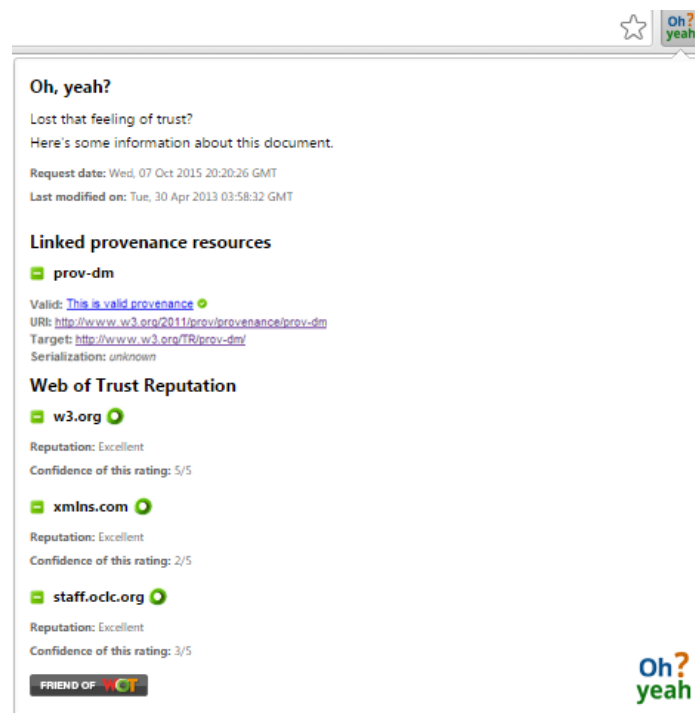 Oh?
yeah
Oh, yeah?
Lost that feeling of trust?
Here's some information about this document.
Request date: Wed, 07 Oct 2015 20:20:26 GMT
Last modified on: Tue, 30 Apr 2013 03:58:32 GMT
Linked provenance resources
prov-dm
Valid: This is valid provenance
URI: http://www.w3.org/2011/prov/provenance/prov-dm
Target: http://www.w3.org/TR/prov-dm/
Serialization: unknown
Web of Trust Reputation
w3.org
Reputation: Excellent
Confidence of this rating: 5/5
xmlns.com
Reputation: Excellent
Confidence of this rating: 2/5
staff.oclc.org
Reputation: Excellent
Confidence of this rating: 3/5
FRIEND OF WOT
Oh?
yeah